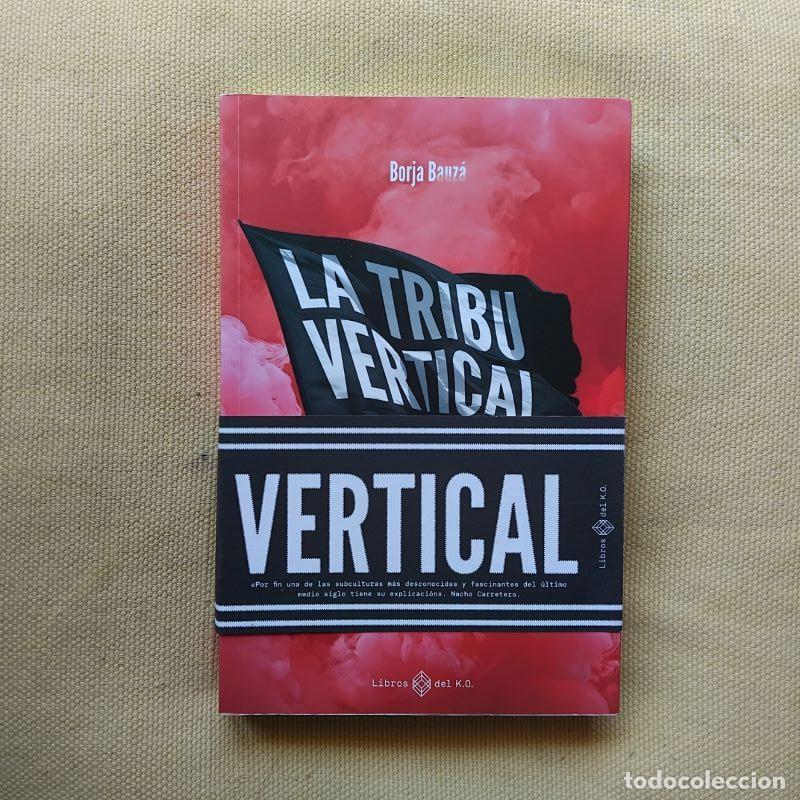 Borja Bauzá
LA TRIBU
VERTICAL
VERTICAL
«Por fin una de las subculturas más desconocidas y fascinantes del último
medio siglo tiene su explicación». Nacho Carretero.
Libros del K.O.
Libros del K.O.
todocoleccion